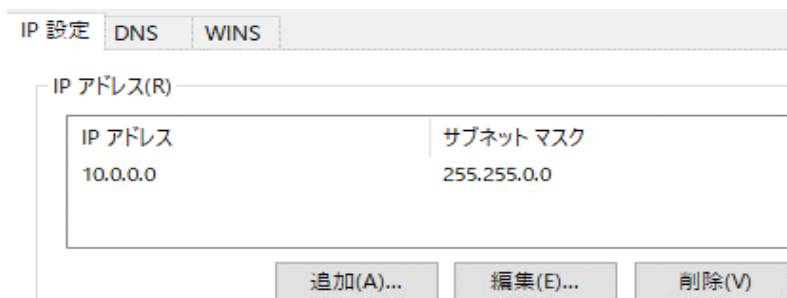 IP 設定 DNS WINS
IP アドレス(R)
IP アドレス サブネット マスク
10.0.0.0 255.255.0.0
追加(A)... 編集(E)... 削除(V)